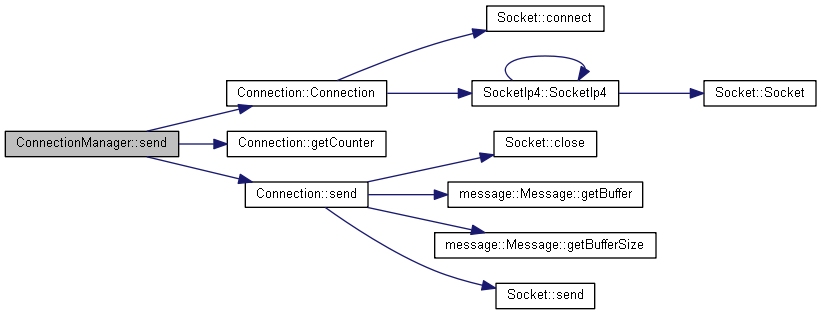 Socket::connect
Connection::Connection
SocketIp4::SocketIp4
Socket::Socket
ConnectionManager::send
Connection::getCounter
Socket::close
Connection::send
message::Message::getBuffer
message::Message::getBufferSize
Socket::send